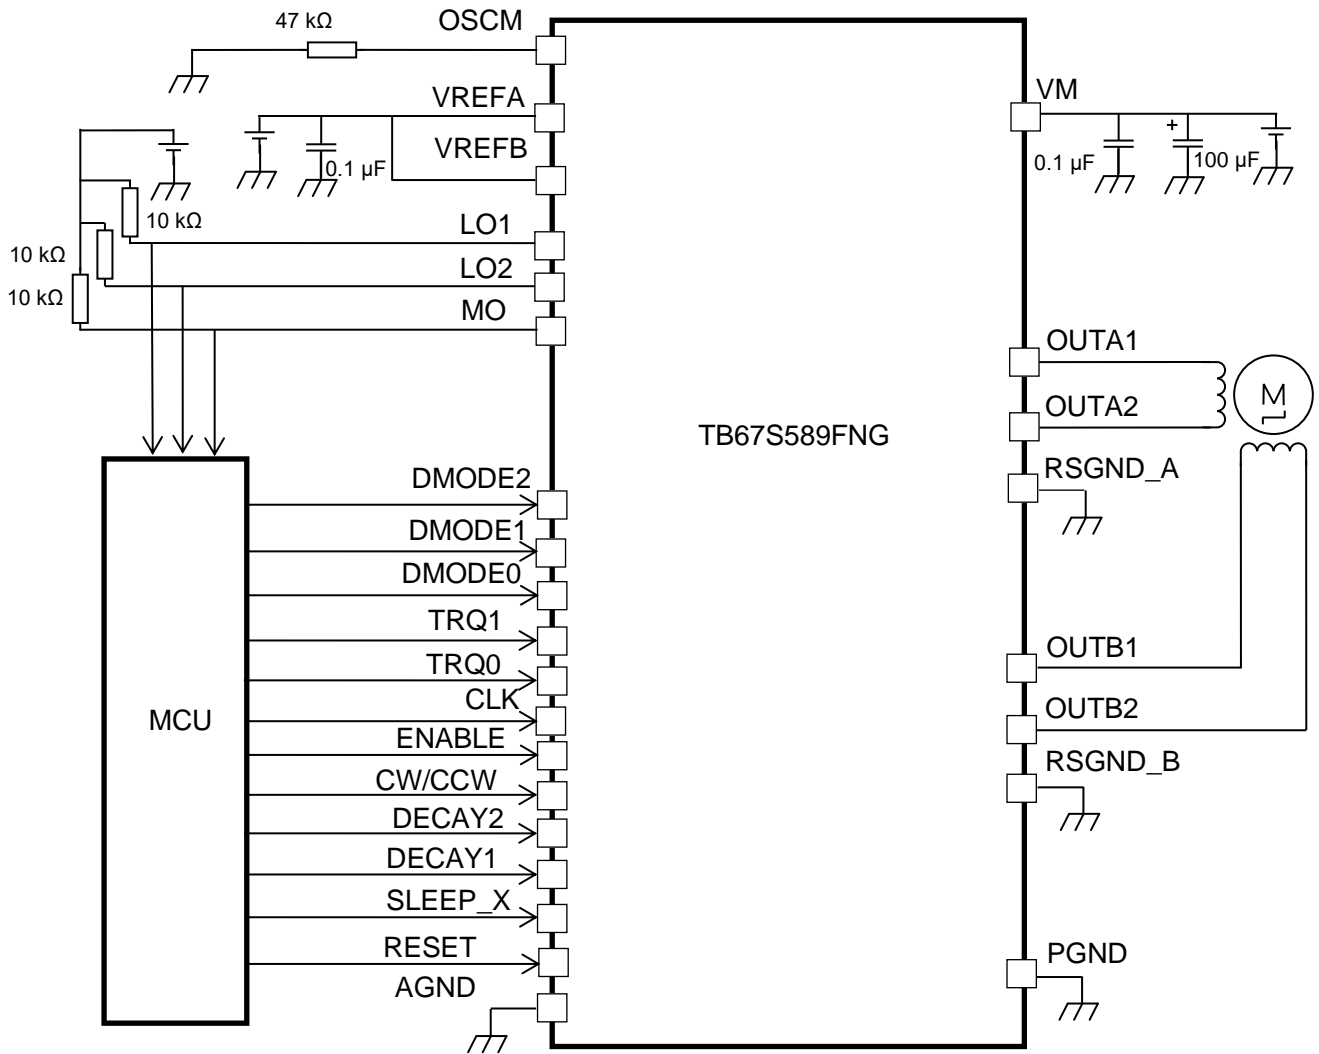 47 kΩ
OSCM
VREFA
VREFB
0.1 µF
10 kΩ
LO1
10 kΩ
LO2
10 kΩ
MO
DMODE2
DMODE1
DMODE0
TRQ1
TRQ0
CLK
MCU
ENABLE
CW/CCW
DECAY2
DECAY1
SLEEP_X
RESET
AGND
TB67S589FNG
VM
+
0.1 µF
100 µF
OUTA1
OUTA2
M
RSGND_A
OUTB1
OUTB2
RSGND_B
PGND